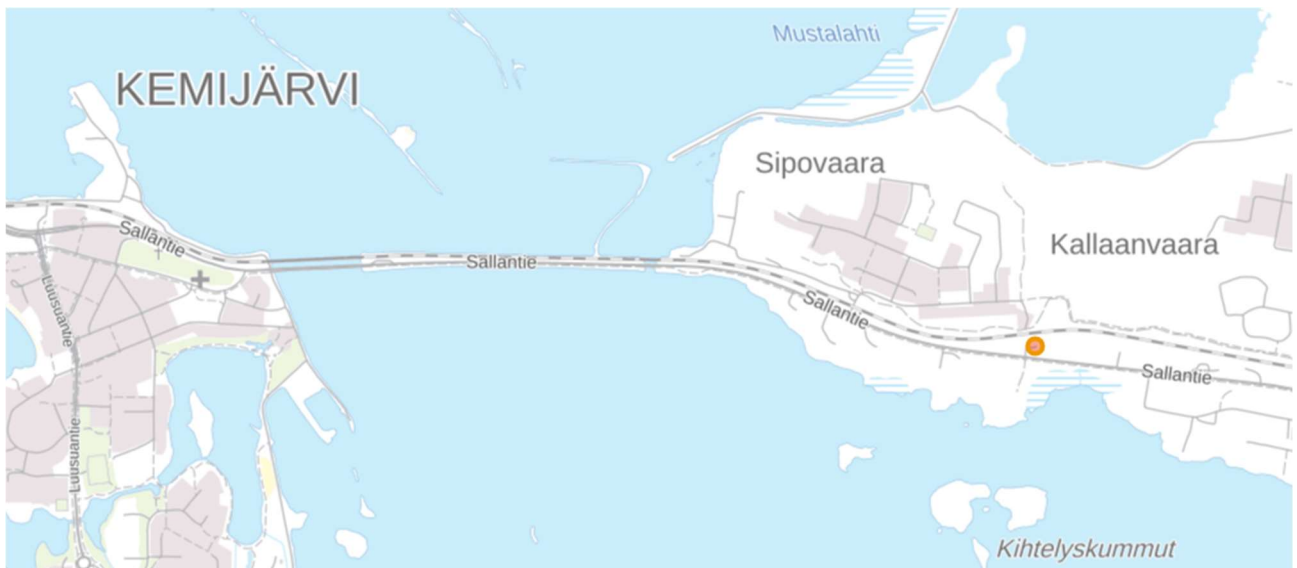 Mustalahti
KEMIJÄRVI
Sipovaara
Kallaanvaara
Sallantie
Sallantie
Luusuantie
Sallantie
Sallantie
Luusuantie
Kihtelyskummut